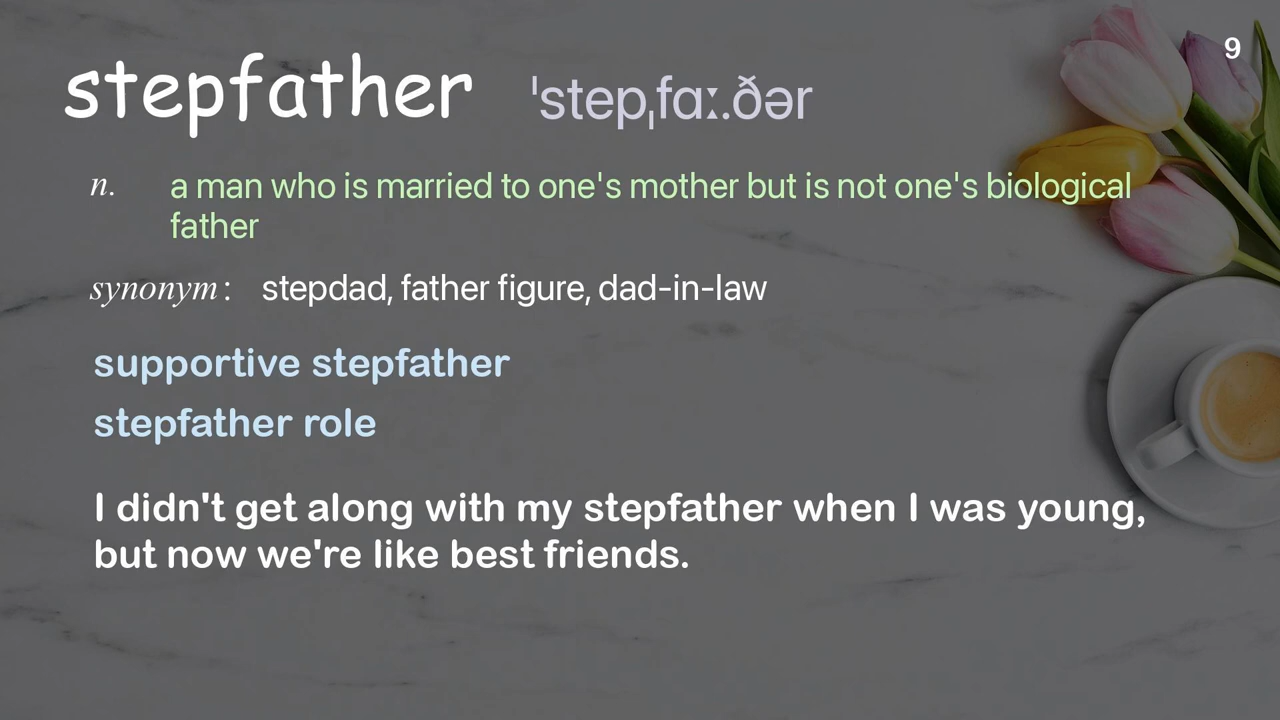 9
stepfather ˈstepˌfɑː.ðər
n. a man who is married to one's mother but is not one's biological
father
synonym: stepdad, father figure, dad-in-law
supportive stepfather
stepfather role
I didn't get along with my stepfather when I was young,
but now we're like best friends.